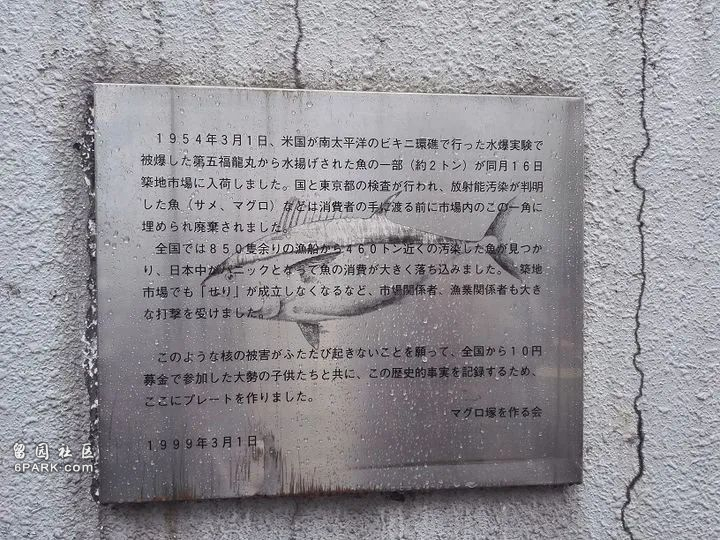 1954年3月1日、米国が南太平洋のビキニ環礁で行った水爆実験で
被爆した第五福龍丸から水揚げされた魚の一部（約2トン）が同月16日
築地市場に入荷しました。国と東京都の検査が行われ、放射能汚染が判明
した魚（サメ、マグロ）などは消費者の手に渡る前に市場内のこの一角に
埋められ廃棄されました。
全国では850隻余りの漁船から460トン近くの汚染した魚が見つか
り、日本中がパニックとなって魚の消費が大きく落ち込みました。築地
市場でも「せり」が成立しなくなるなど、市場関係者、漁業関係者も大き
な打撃を受けました。
このような核の被害がふたたび起きないことを願って、全国から10円
募金で参加した大勢の子供たちと共に、この歴史的事実を記録するため、
ここにプレートを作りました。
マグロ塚を作る会
1999年3月1日
留园社区
6PARK.com